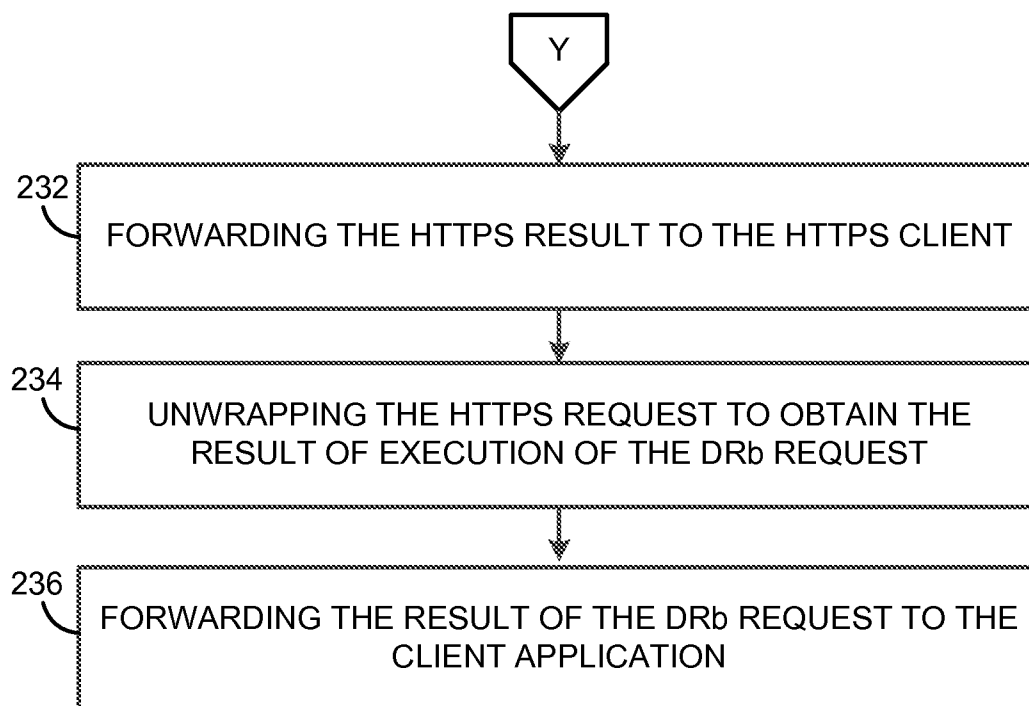 Y
232
FORWARDING THE HTTPS RESULT TO THE HTTPS CLIENT
234
UNWRAPPING THE HTTPS REQUEST TO OBTAIN THE
RESULT OF EXECUTION OF THE DRb REQUEST
236
FORWARDING THE RESULT OF THE DRb REQUEST TO THE
CLIENT APPLICATION